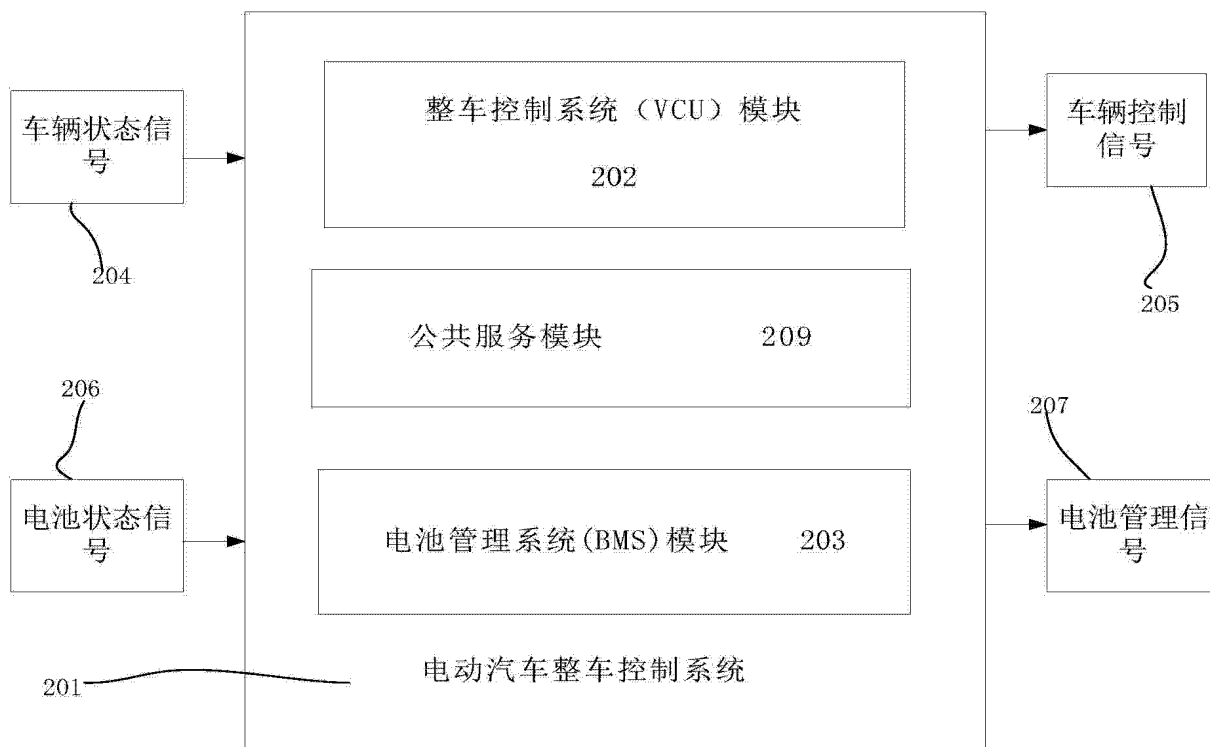 车辆状态信
号
204
整车控制系统（VCU）模块
202
车辆控制
信号
205
公共服务模块 209
206
电池状态信
号
电池管理系统(BMS)模块 203
207
电池管理信
号
电动汽车整车控制系统
201